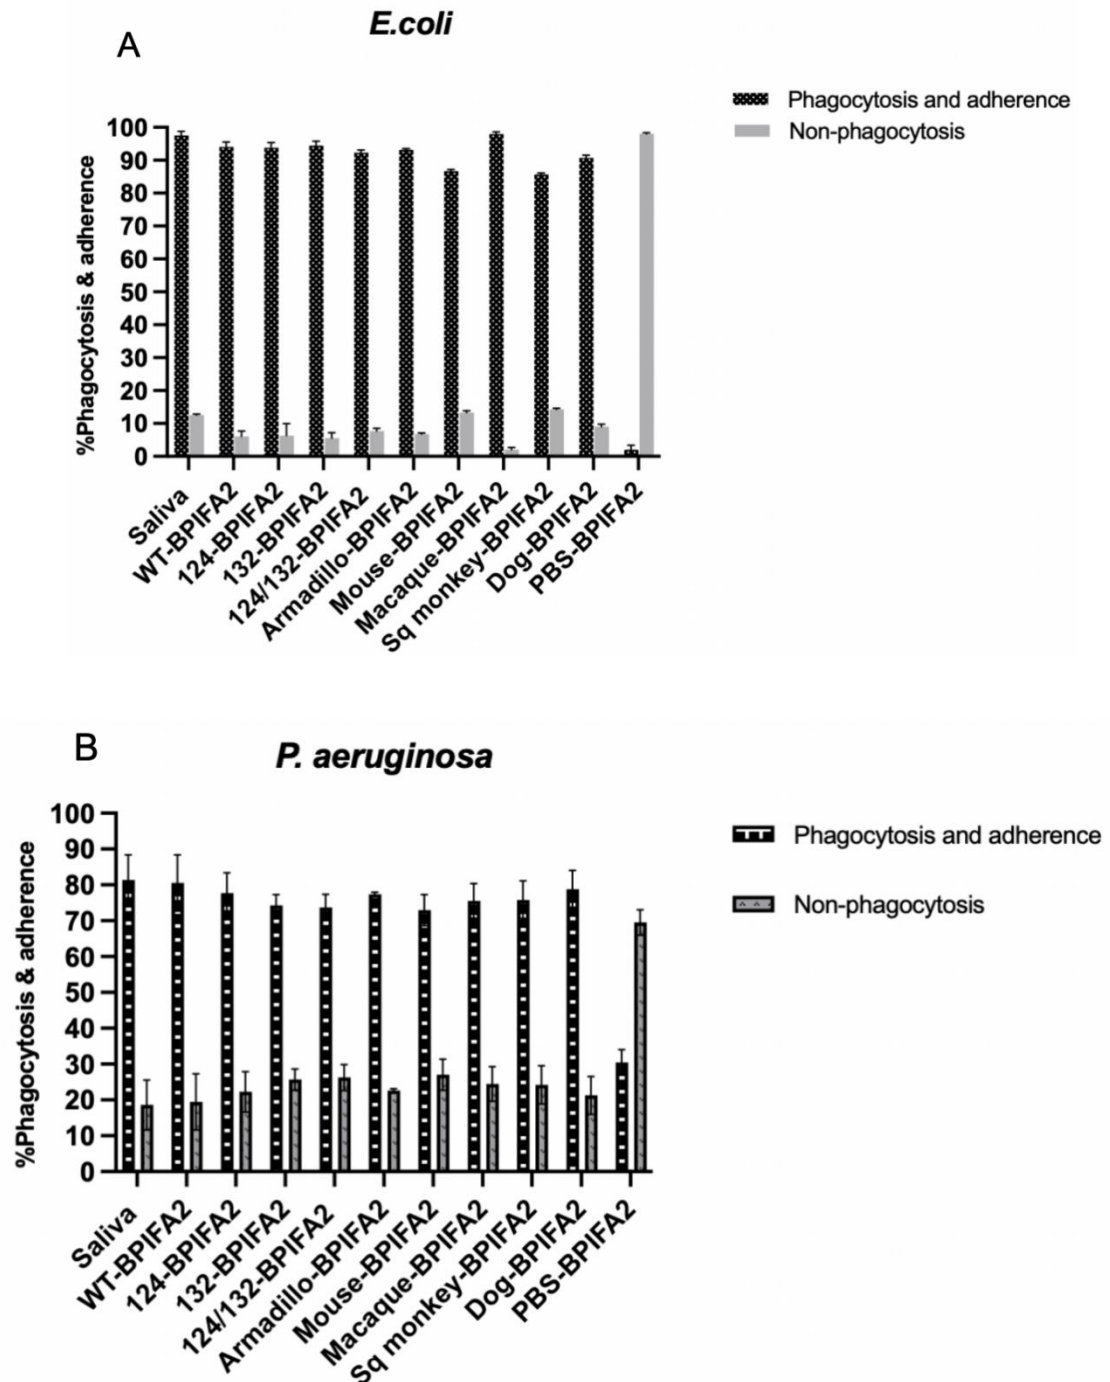 E.coli
A
Phagocytosis and adherence
Non-phagocytosis
%Phagocytosis & adherence
100
90
80
70
60
50
40
30
20
10
0
Saliva
WT-BPIFA2
124-BPIFA2
132-BPIFA2
124/132-BPIFA2
Armadillo-BPIFA2
Mouse-BPIFA2
Macaque-BPIFA2
Sq monkey-BPIFA2
Dog-BPIFA2
PBS-BPIFA2
B
P. aeruginosa
Phagocytosis and adherence
Non-phagocytosis
%Phagocytosis & adherence
100
90
80
70
60
50
40
30
20
10
0
Saliva
WT-BPIFA2
124-BPIFA2
132-BPIFA2
124/132-BPIFA2
Armadillo-BPIFA2
Mouse-BPIFA2
Macaque-BPIFA2
Sq monkey-BPIFA2
Dog-BPIFA2
PBS-BPIFA2